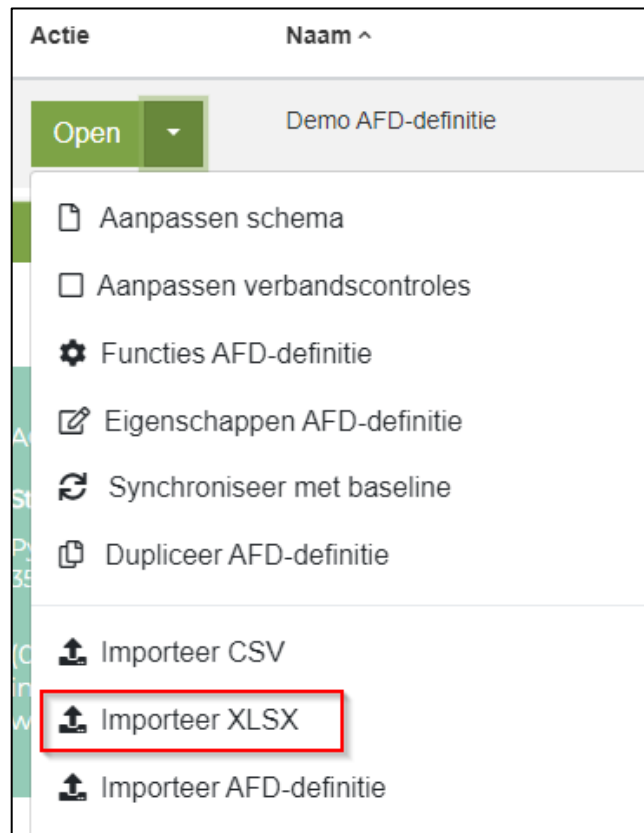 Actie Naam ^
Open Demo AFD-definitie
Aanpassen schema
Aanpassen verbandscontroles
Functies AFD-definitie
Eigenschappen AFD-definitie
Synchroniseer met baseline
Dupliceer AFD-definitie
Importeer CSV
Importeer XLSX
Importeer AFD-definitie